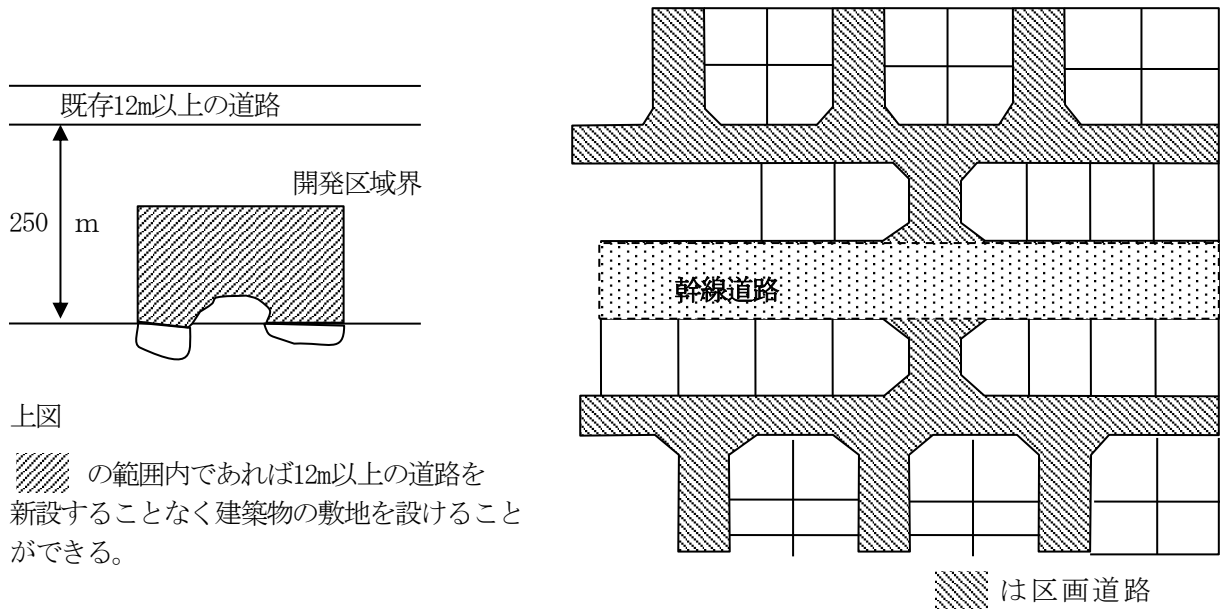 既存12m以上の道路
開発区域界
250 m
上図
の範囲内であれば12m以上の道路を
新設することなく建築物の敷地を設けること
ができる。
幹線道路
は区画道路